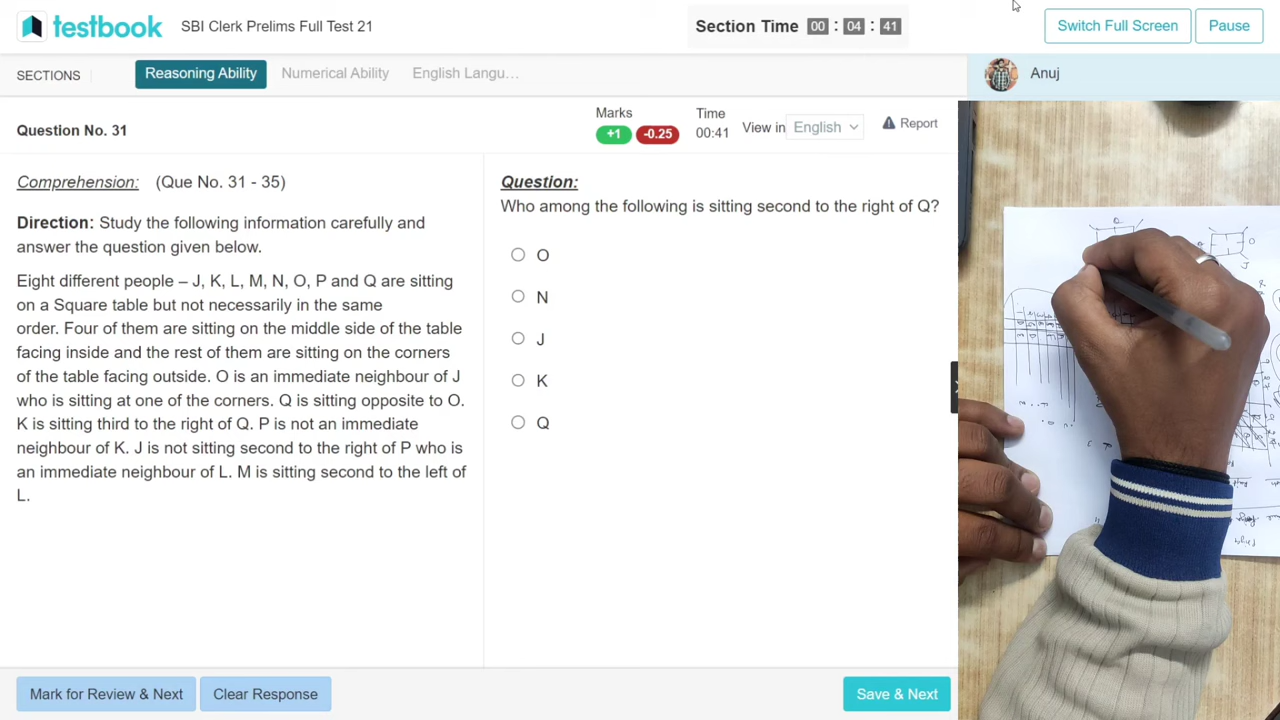 testbook
SBI Clerk Prelims Full Test 21
Section Time 00 : 04 : 41
Switch Full Screen
Pause
SECTIONS
Reasoning Ability
Numerical Ability
English Langu...
Anuj
Question No. 31
Marks
+1 -0.25
Time
00:41
View in English
Report
Comprehension: (Que No. 31 - 35)
Direction: Study the following information carefully and
answer the question given below.
Eight different people – J, K, L, M, N, O, P and Q are sitting
on a Square table but not necessarily in the same
order. Four of them are sitting on the middle side of the table
facing inside and the rest of them are sitting on the corners
of the table facing outside. O is an immediate neighbour of J
who is sitting at one of the corners. Q is sitting opposite to O.
K is sitting third to the right of Q. P is not an immediate
neighbour of K. J is not sitting second to the right of P who is
an immediate neighbour of L. M is sitting second to the left of
L.
Question:
Who among the following is sitting second to the right of Q?
O
N
J
K
Q
Mark for Review & Next
Clear Response
Save & Next